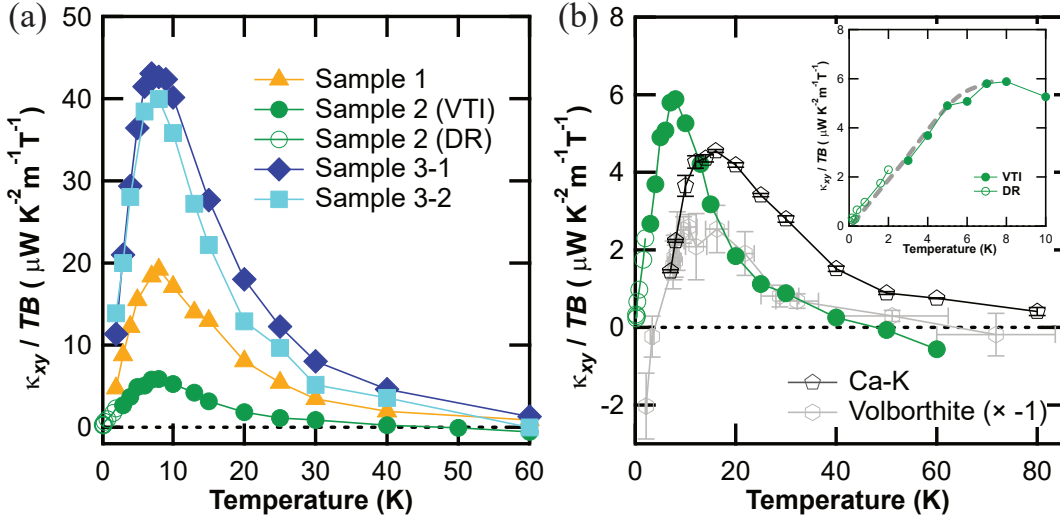 (a)
50
40
30
20
10
0
κxy / TB ( μW K-2 m-1 T-1)
Sample 1
Sample 2 (VTI)
Sample 2 (DR)
Sample 3-1
Sample 3-2
0 10 20 30 40 50 60
Temperature (K)
(b)
8
6
4
2
0
-2
κxy / TB ( μW K-2 m-1 T-1)
Ca-K
Volborthite (× -1)
0 20 40 60 80
Temperature (K)
8
6
4
2
0
κxy / TB ( μW K-2 m-1 T-1)
VTI
DR
0 2 4 6 8 10
Temperature (K)